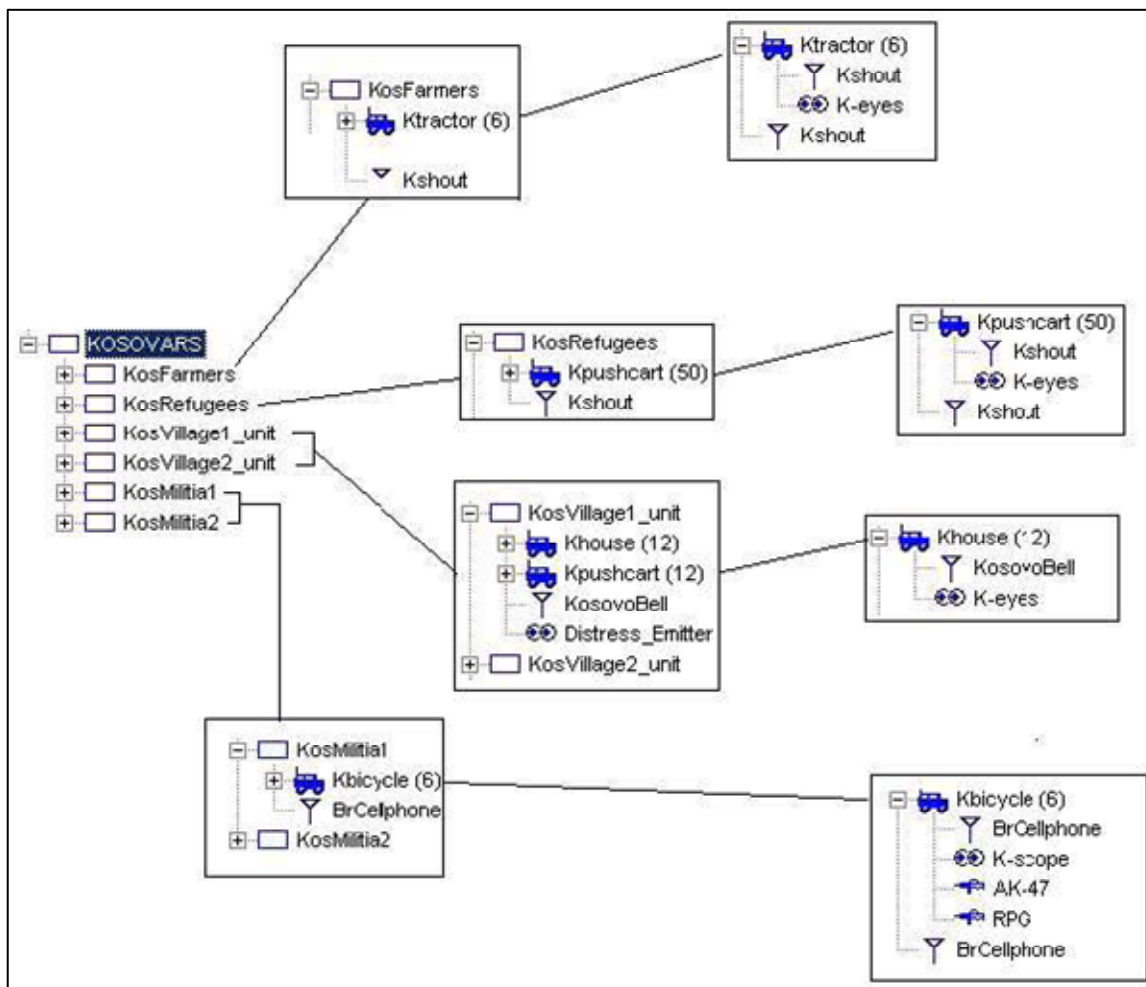 KosFarmers
Ktractor (6)
Kshout
Ktractor (6)
Kshout
K-eyes
Kshout
KOSOVARS
KosFarmers
KosRefugees
KosVillage1_unit
KosVillage2_unit
KosMilitia1
KosMilitia2
KosRefugees
Kpushcart (50)
Kshout
Kpushcart (50)
Kshout
K-eyes
Kshout
KosVillage1_unit
Khouse (12)
Kpushcart (12)
KosovoBell
Distress_Emitter
KosVillage2_unit
Khouse (12)
KosovoBell
K-eyes
KosMilitia1
Kbicycle (6)
BrCellphone
KosMilitia2
Kbicycle (6)
BrCellphone
K-scope
AK-47
RPG
BrCellphone